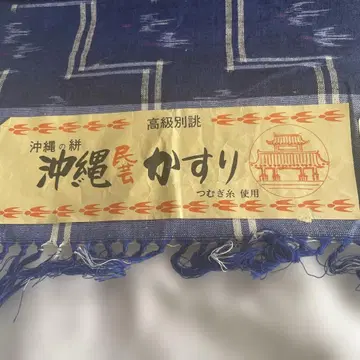 高級別誂
沖縄の絣
沖縄民芸かすり
つむぎ糸 使用